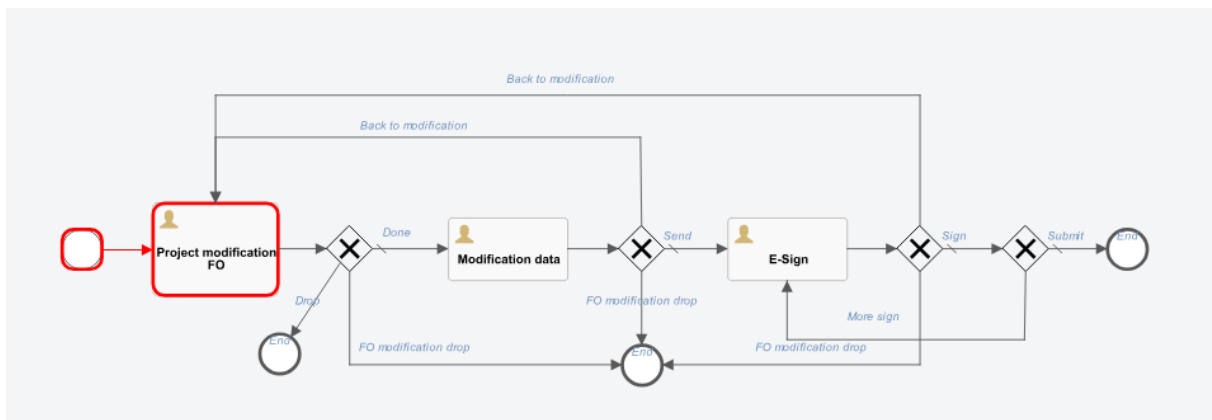 Back to modification
Back to modification
Project modification
FO
Done
Modification data
Send
E-Sign
Sign
Submit
End
Drop
End
FO modification drop
FO modification drop
End
More sign
FO modification drop